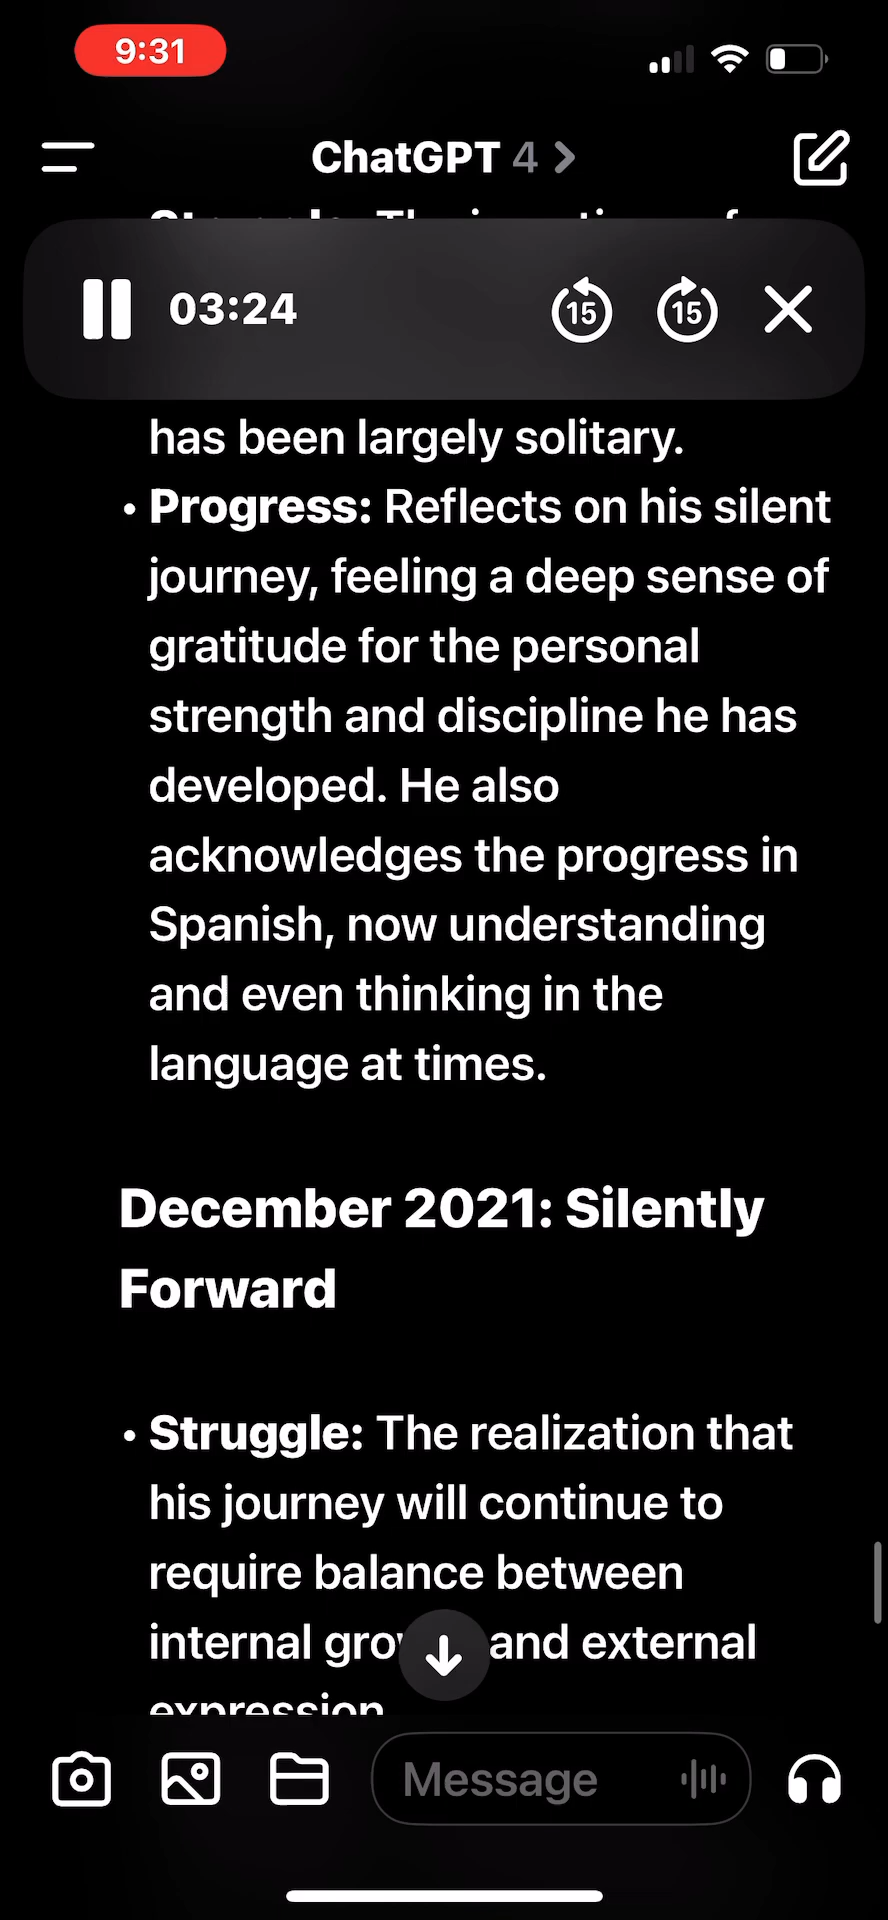 9:31
ChatGPT 4
03:24
15
15
has been largely solitary.
• Progress: Reflects on his silent
journey, feeling a deep sense of
gratitude for the personal
strength and discipline he has
developed. He also
acknowledges the progress in
Spanish, now understanding
and even thinking in the
language at times.
December 2021: Silently
Forward
• Struggle: The realization that
his journey will continue to
require balance between
internal and external
expression
Message